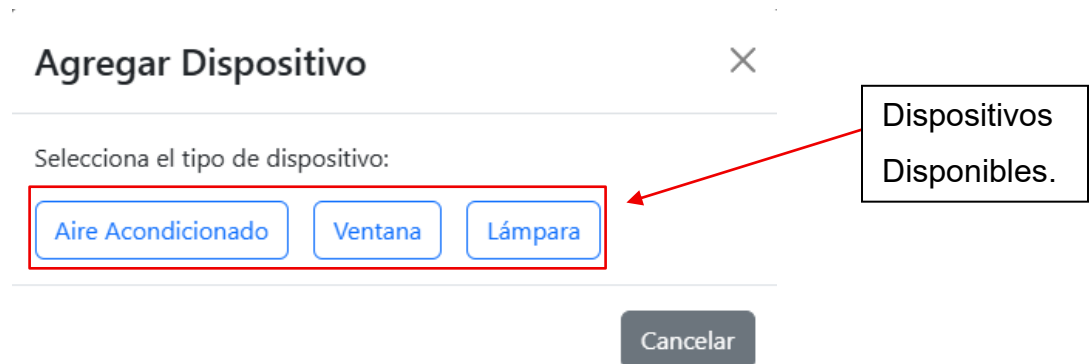 Agregar Dispositivo
Dispositivos
Disponibles.
Selecciona el tipo de dispositivo:
Aire Acondicionado
Ventana
Lámpara
Cancelar